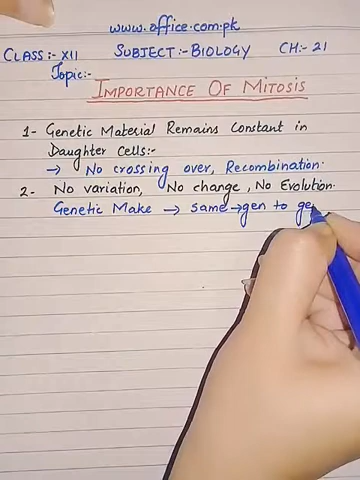 www.office.com.pk
CLASS:- XII SUBJECT:- BIOLOGY CH:- 21
Topic:-
IMPORTANCE OF MITOSIS
1- Genetic Material Remains Constant in
Daughter Cells:-
→ No crossing over, Recombination.
2- No variation, No change, No Evolution.
Genetic Make → same → gen to ge